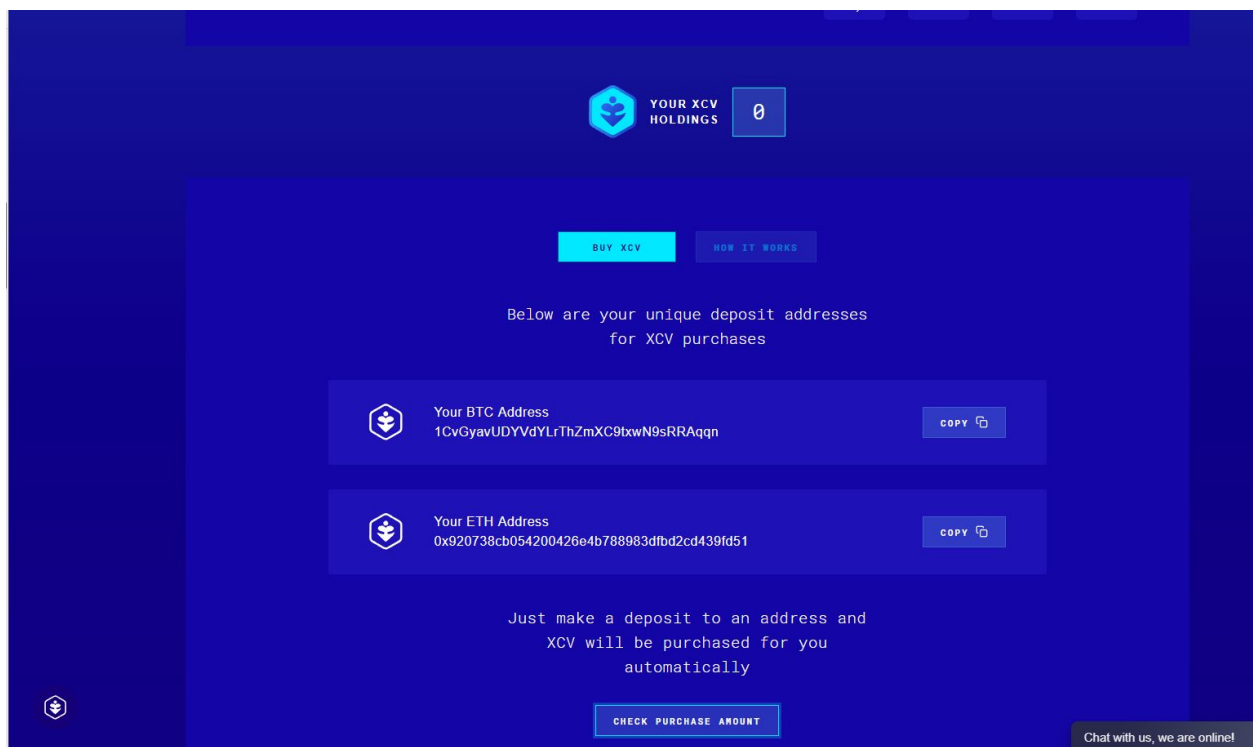 YOUR XCV
HOLDINGS
0
BUY XCV
HOW IT WORKS
Below are your unique deposit addresses
for XCV purchases
Your BTC Address
1CvGyavUDYVdYLrThZmXC9txwN9sRRAqqn
COPY
Your ETH Address
0x920738cb054200426e4b788983dfbd2cd439fd51
COPY
Just make a deposit to an address and
XCV will be purchased for you
automatically
CHECK PURCHASE AMOUNT
Chat with us, we are online!